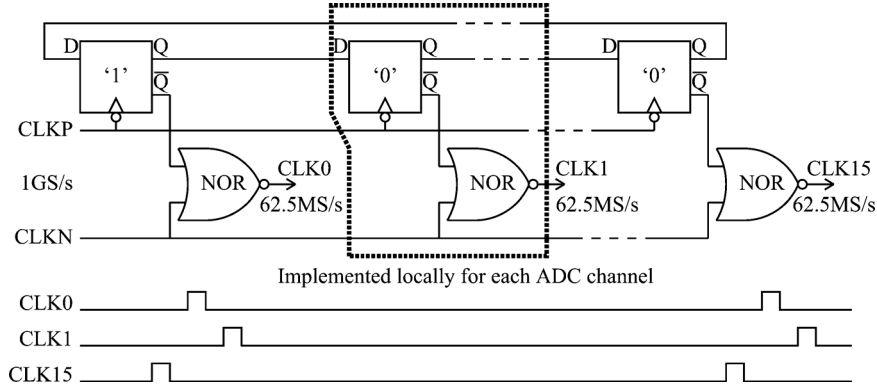 D Q D Q D Q
‘1’ ‘0’ ‘0’
Q̅ Q̅ Q̅
CLKP
CLK0 CLK1 CLK15
1GS/s NOR NOR NOR
62.5MS/s 62.5MS/s 62.5MS/s
CLKN
Implemented locally for each ADC channel
CLK0
CLK1
CLK15